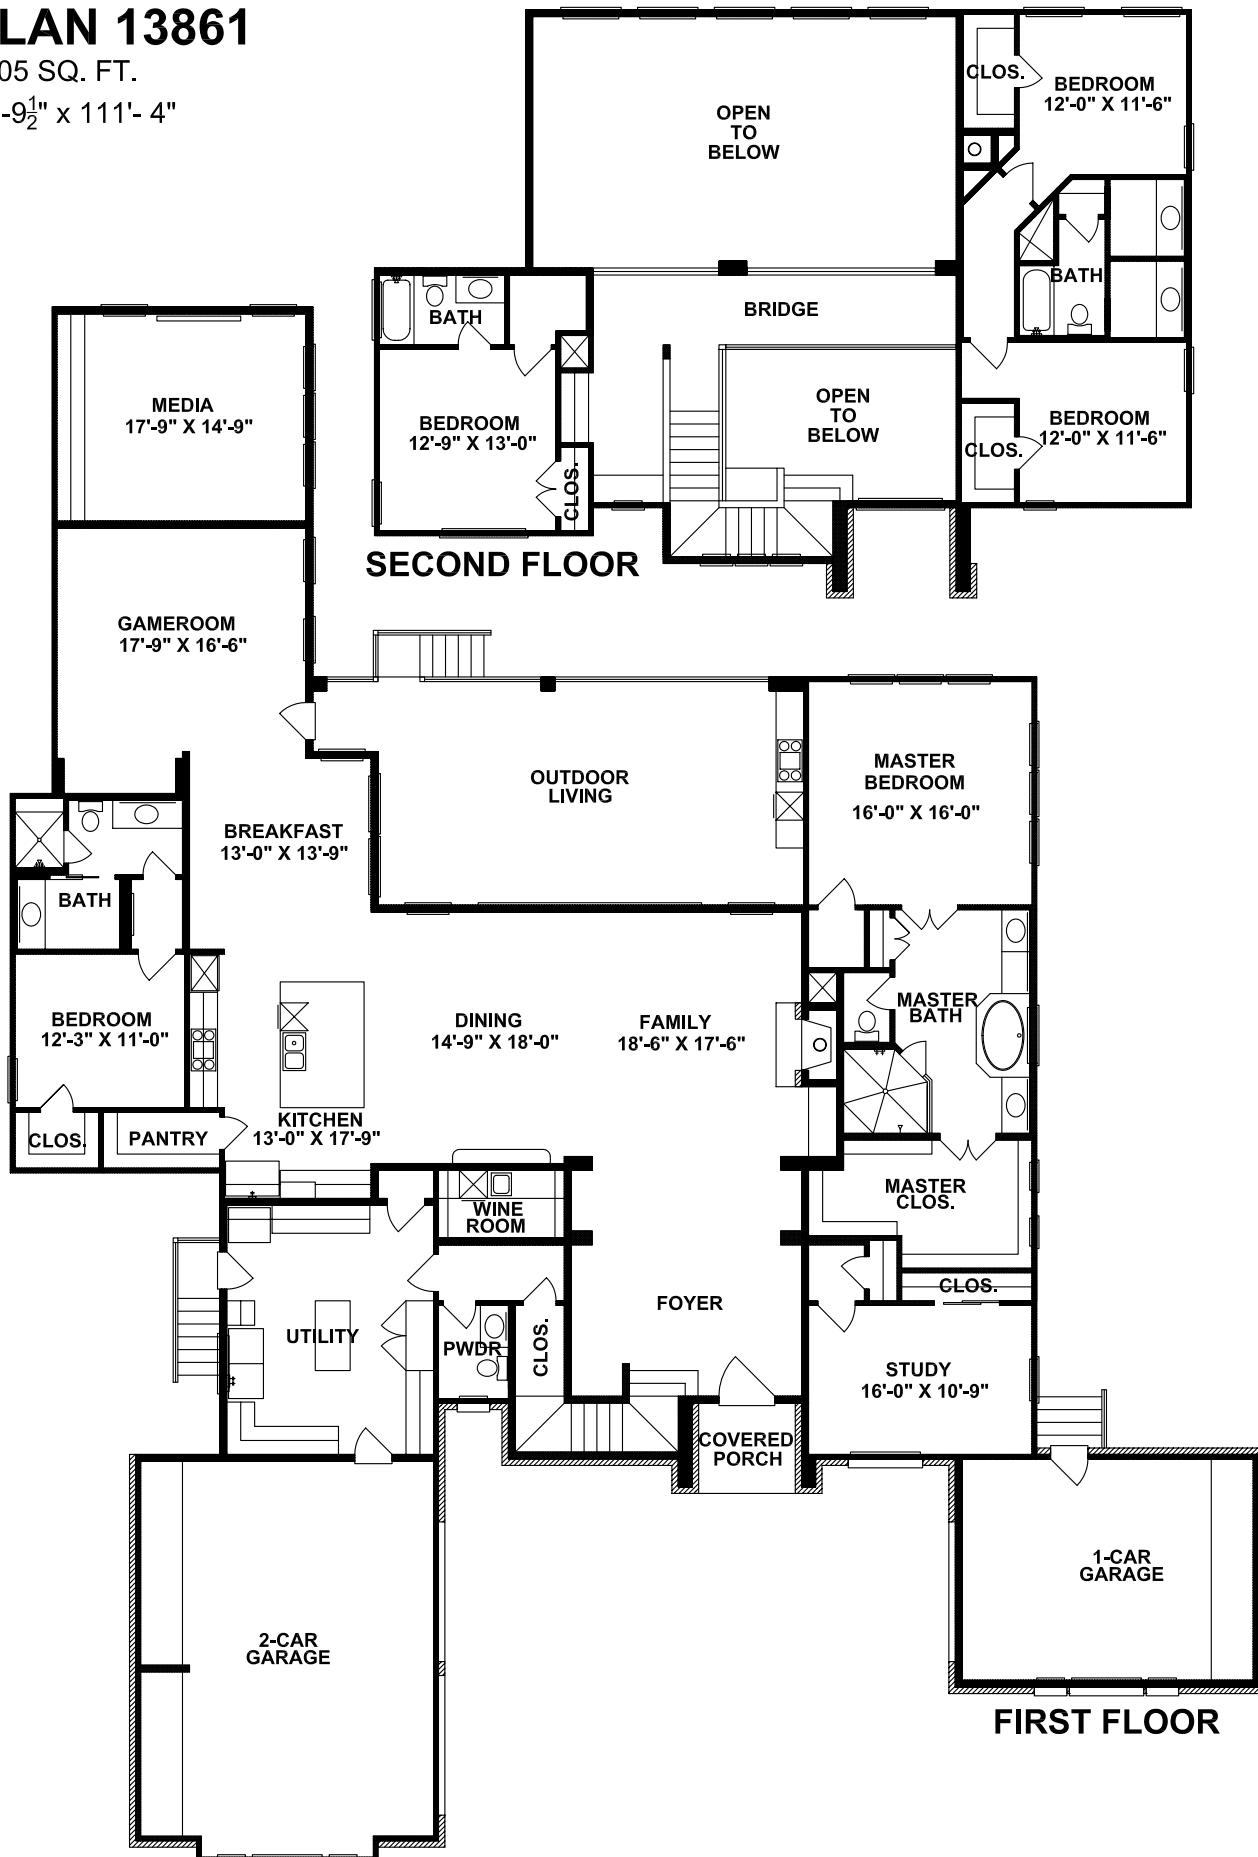 LAN 13861
05 SQ. FT.
-9½" x 111'- 4"
OPEN
TO
BELOW
CLOS.
BEDROOM
12'-0" X 11'-6"
BATH
BRIDGE
BATH
BEDROOM
12'-9" X 13'-0"
CLOS.
OPEN
TO
BELOW
BEDROOM
12'-0" X 11'-6"
CLOS.
SECOND FLOOR
MEDIA
17'-9" X 14'-9"
GAMEROOM
17'-9" X 16'-6"
OUTDOOR
LIVING
MASTER
BEDROOM
16'-0" X 16'-0"
BREAKFAST
13'-0" X 13'-9"
BATH
BEDROOM
12'-3" X 11'-0"
DINING
14'-9" X 18'-0"
FAMILY
18'-6" X 17'-6"
MASTER
BATH
CLOS.
PANTRY
KITCHEN
13'-0" X 17'-9"
WINE
ROOM
MASTER
CLOS.
CLOS.
FOYER
UTILITY
PWDR
CLOS.
STUDY
16'-0" X 10'-9"
COVERED
PORCH
1-CAR
GARAGE
2-CAR
GARAGE
FIRST FLOOR